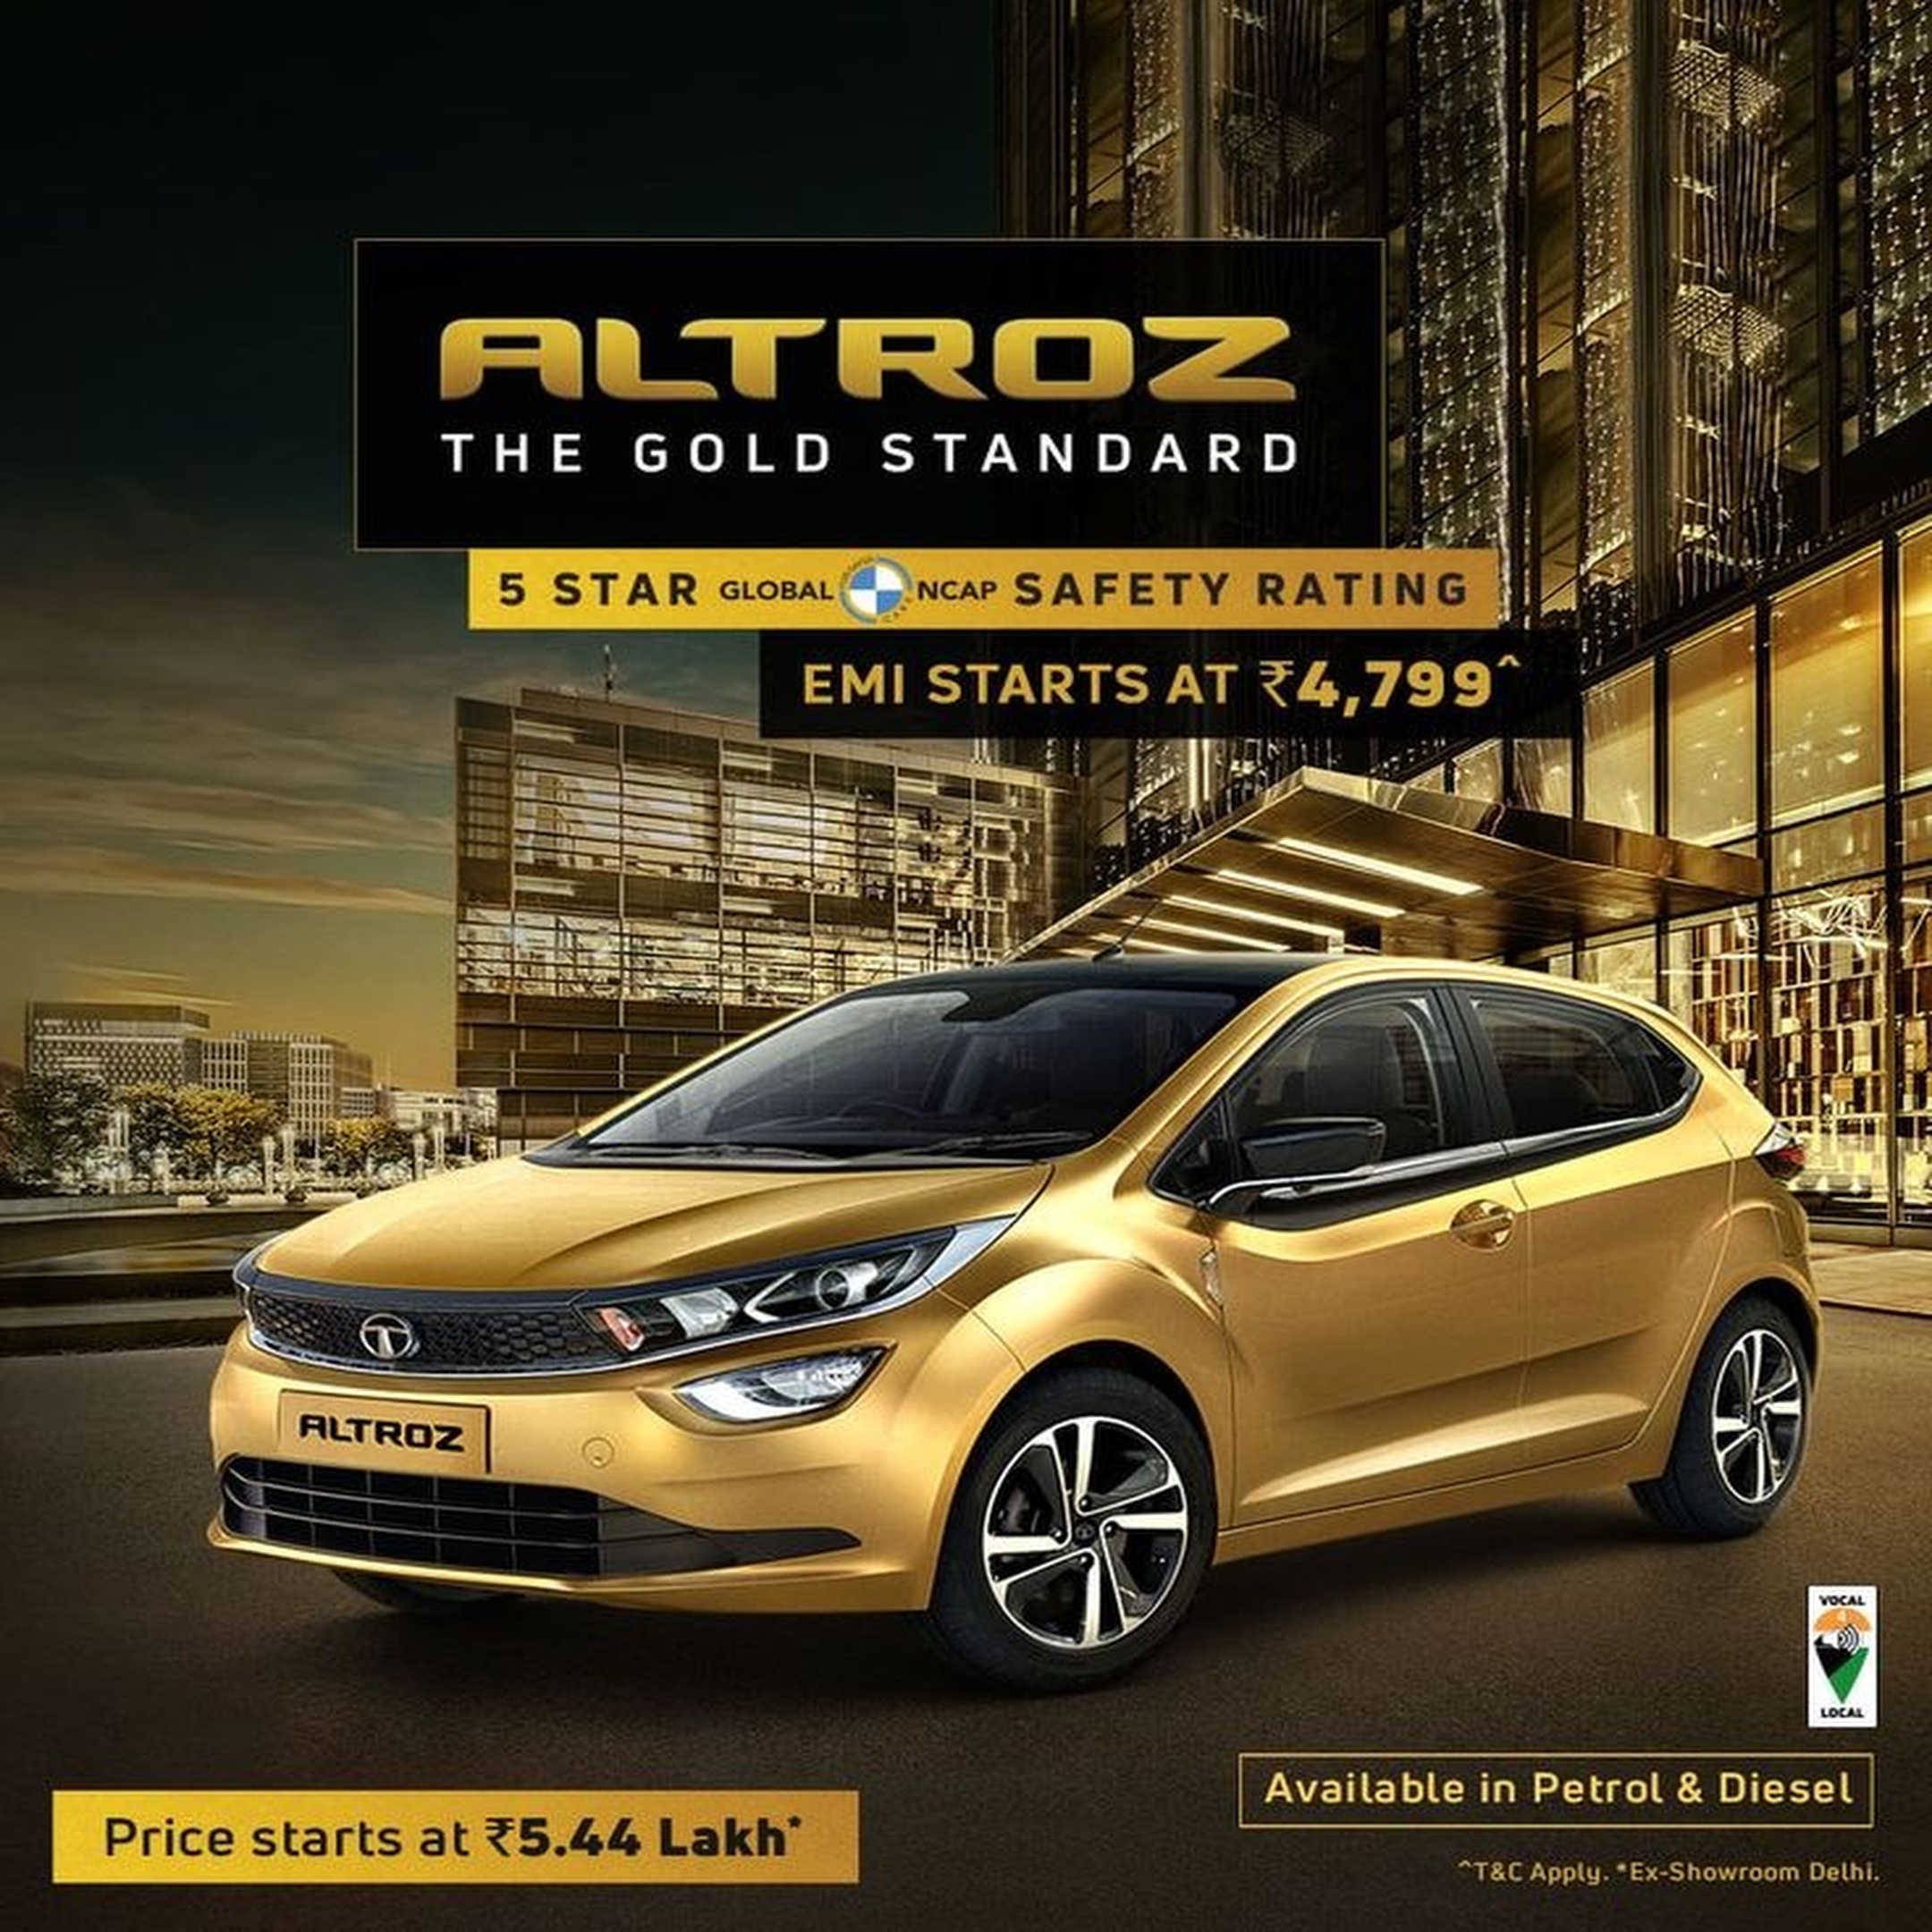 ALTROZ
THE GOLD STANDARD
5 STAR GLOBAL NCAP SAFETY RATING
EMI STARTS AT ₹4,799^
ALTROZ
VOCAL
4
LOCAL
Available in Petrol & Diesel
Price starts at ₹5.44 Lakh*
^T&C Apply. *Ex-Showroom Delhi.